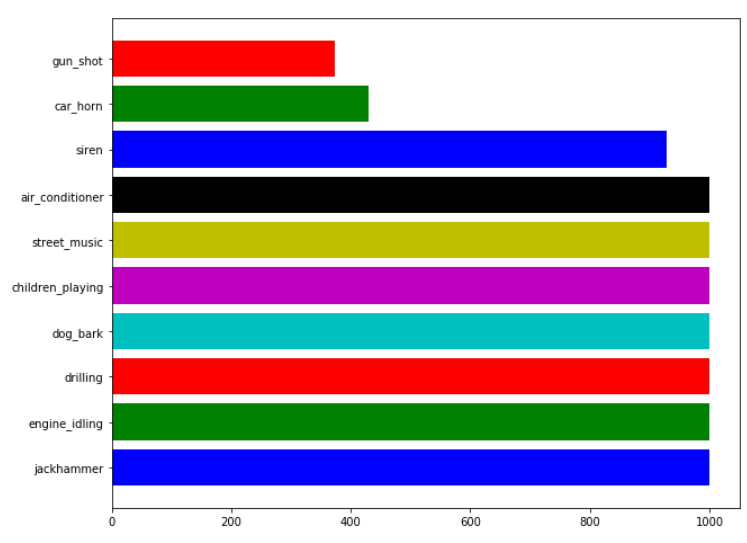 gun_shot
car_horn
siren
air_conditioner
street_music
children_playing
dog_bark
drilling
engine_idling
jackhammer
0 200 400 600 800 1000